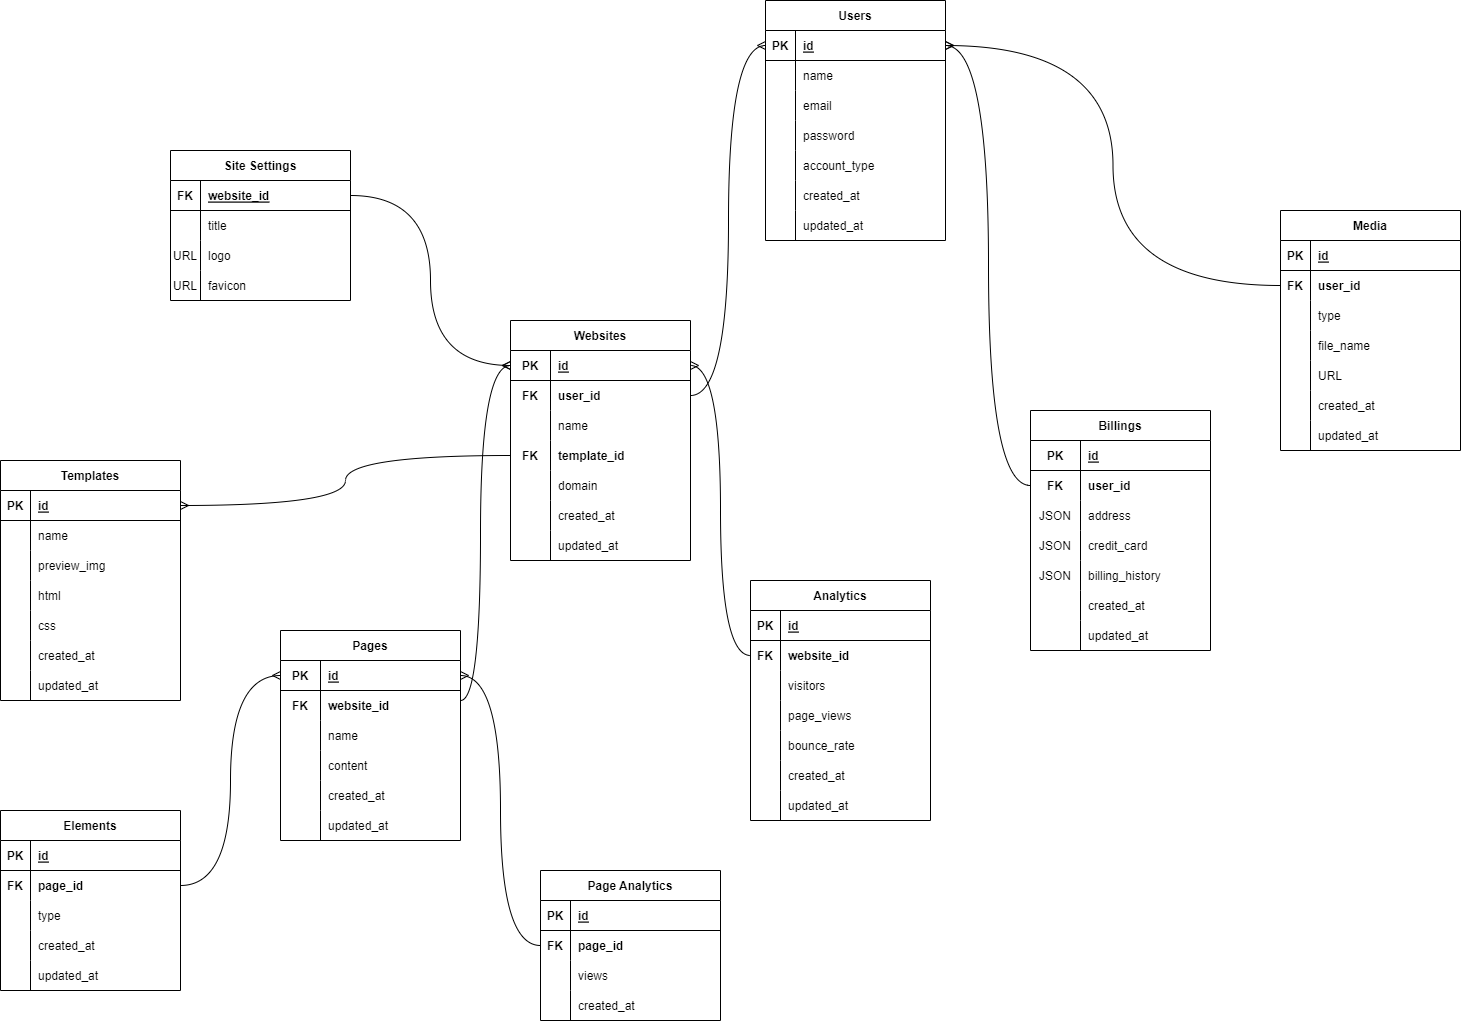 Users
PK id
name
email
password
account_type
created_at
updated_at
Site Settings
FK website_id
title
URL logo
URL favicon
Media
PK id
FK user_id
type
file_name
URL
created_at
updated_at
Websites
PK id
FK user_id
name
FK template_id
domain
created_at
updated_at
Billings
PK id
FK user_id
JSON address
JSON credit_card
JSON billing_history
created_at
updated_at
Templates
PK id
name
preview_img
html
css
created_at
updated_at
Analytics
PK id
FK website_id
visitors
page_views
bounce_rate
created_at
updated_at
Pages
PK id
FK website_id
name
content
created_at
updated_at
Elements
PK id
FK page_id
type
created_at
updated_at
Page Analytics
PK id
FK page_id
views
created_at